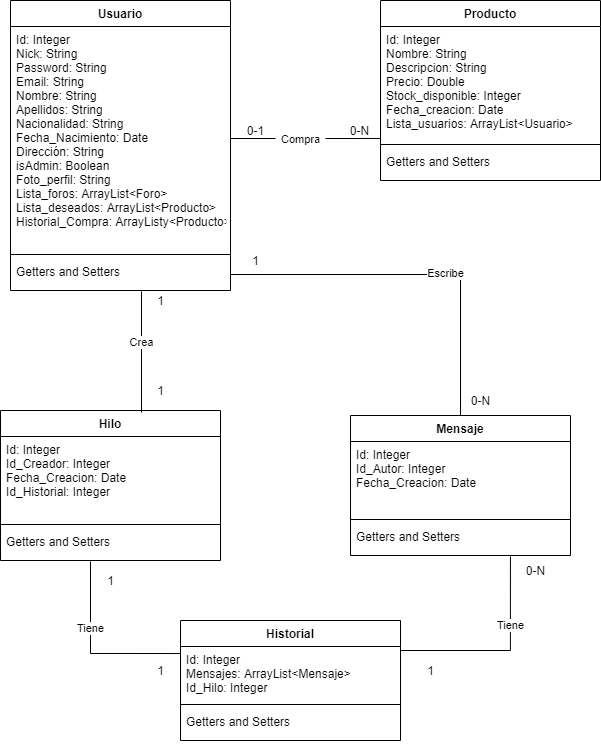 Usuario
Id: Integer
Nick: String
Password: String
Email: String
Nombre: String
Apellidos: String
Nacionalidad: String
Fecha_Nacimiento: Date
Dirección: String
isAdmin: Boolean
Foto_perfil: String
Lista_foros: ArrayList<Foro>
Lista_deseados: ArrayList<Producto>
Historial_Compra: ArrayListy<Producto>
Getters and Setters
Producto
Id: Integer
Nombre: String
Descripcion: String
Precio: Double
Stock_disponible: Integer
Fecha_creacion: Date
Lista_usuarios: ArrayList<Usuario>
Getters and Setters
0-1
Compra
0-N
1
Escribe
0-N
1
Crea
1
Hilo
Id: Integer
Id_Creador: Integer
Fecha_Creacion: Date
Id_Historial: Integer
Getters and Setters
Mensaje
Id: Integer
Id_Autor: Integer
Fecha_Creacion: Date
Getters and Setters
1
Tiene
1
0-N
Tiene
1
Historial
Id: Integer
Mensajes: ArrayList<Mensaje>
Id_Hilo: Integer
Getters and Setters